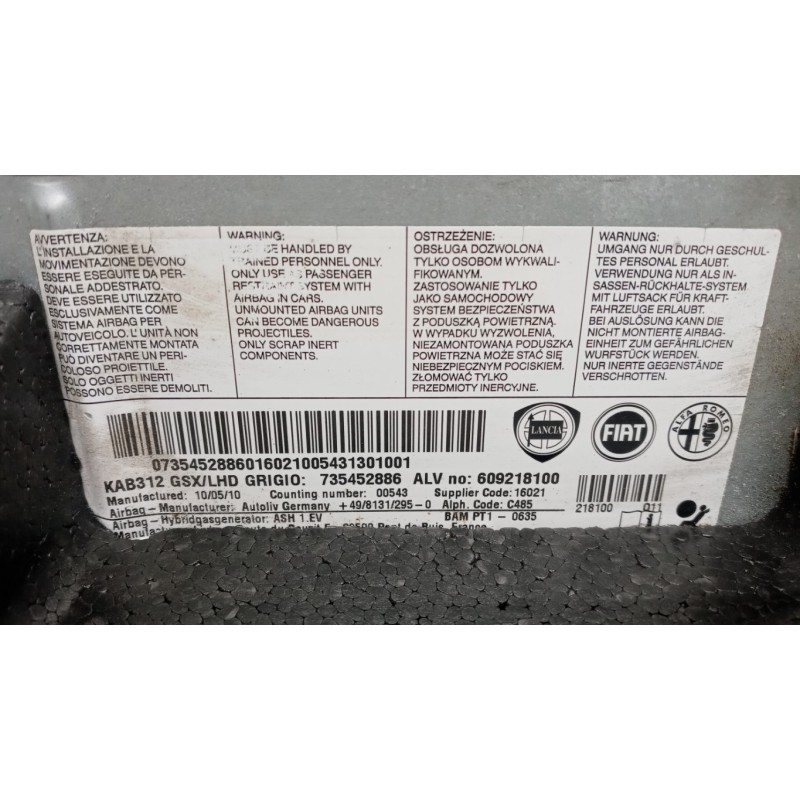 AVVERTENZA:
L'INSTALLAZIONE E LA
MOVIMENTAZIONE DEVONO
ESSERE ESEGUITE DA PER-
SONALE ADDESTRATO.
DEVE ESSERE UTILIZZATO
ESCLUSIVAMENTE COME
SISTEMA AIRBAG PER
AUTOVEICOLO. L'UNITÀ NON
CORRETTAMENTE MONTATA
PUÒ DIVENTARE UN PERI-
COLOSO PROIETTILE.
SOLO OGGETTI INERTI
POSSONO ESSERE DEMOLITI.
WARNING:
MUST BE HANDLED BY
TRAINED PERSONNEL ONLY.
ONLY USE AS PASSENGER
RESTRAINT SYSTEM WITH
AIRBAG IN CARS.
UNMOUNTED AIRBAG UNITS
CAN BECOME DANGEROUS
PROJECTILES.
ONLY SCRAP INERT
COMPONENTS.
OSTRZEŻENIE:
OBSŁUGA DOZWOLONA
TYLKO OSOBOM WYKWALI-
FIKOWANYM.
ZASTOSOWANIE TYLKO
JAKO SAMOCHODOWY
SYSTEM BEZPIECZEŃSTWA
Z PODUSZKĄ POWIETRZNĄ.
W WYPADKU WYZWOLENIA,
NIEZAMONTOWANA PODUSZKA
POWIETRZNA MOŻE STAĆ SIĘ
NIEBEZPIECZNYM POCISKIEM.
ZŁOMOWAĆ TYLKO
PRZEDMIOTY INERCYJNE.
WARNUNG:
UMGANG NUR DURCH GESCHUL-
TES PERSONAL ERLAUBT.
VERWENDUNG NUR ALS IN-
SASSEN-RÜCKHALTE-SYSTEM
MIT LUFTSACK FÜR KRAFT-
FAHRZEUGE ERLAUBT.
BEI AUSLÖSUNG KANN DIE
NICHT MONTIERTE AIRBAG-
EINHEIT ZUM GEFÄHRLICHEN
WURFSTÜCK WERDEN.
NUR INERTE GEGENSTÄNDE
VERSCHROTTEN.
LANCIA
FIAT
ALFA ROMEO
07354528860160210054313 01001
KAB312 GSX/LHD GRIGIO: 735452886 ALV no: 609218100
Manufactured: 10/05/10 Counting number: 00543 Supplier Code: 16021
Airbag - Manufacturer: Autoliv Germany +49/8131/295-0 Alph. Code: C485
218100 Q11
Airbag - Hybridgasgenerator: ASH 1.EV BAM PT1 - 0635